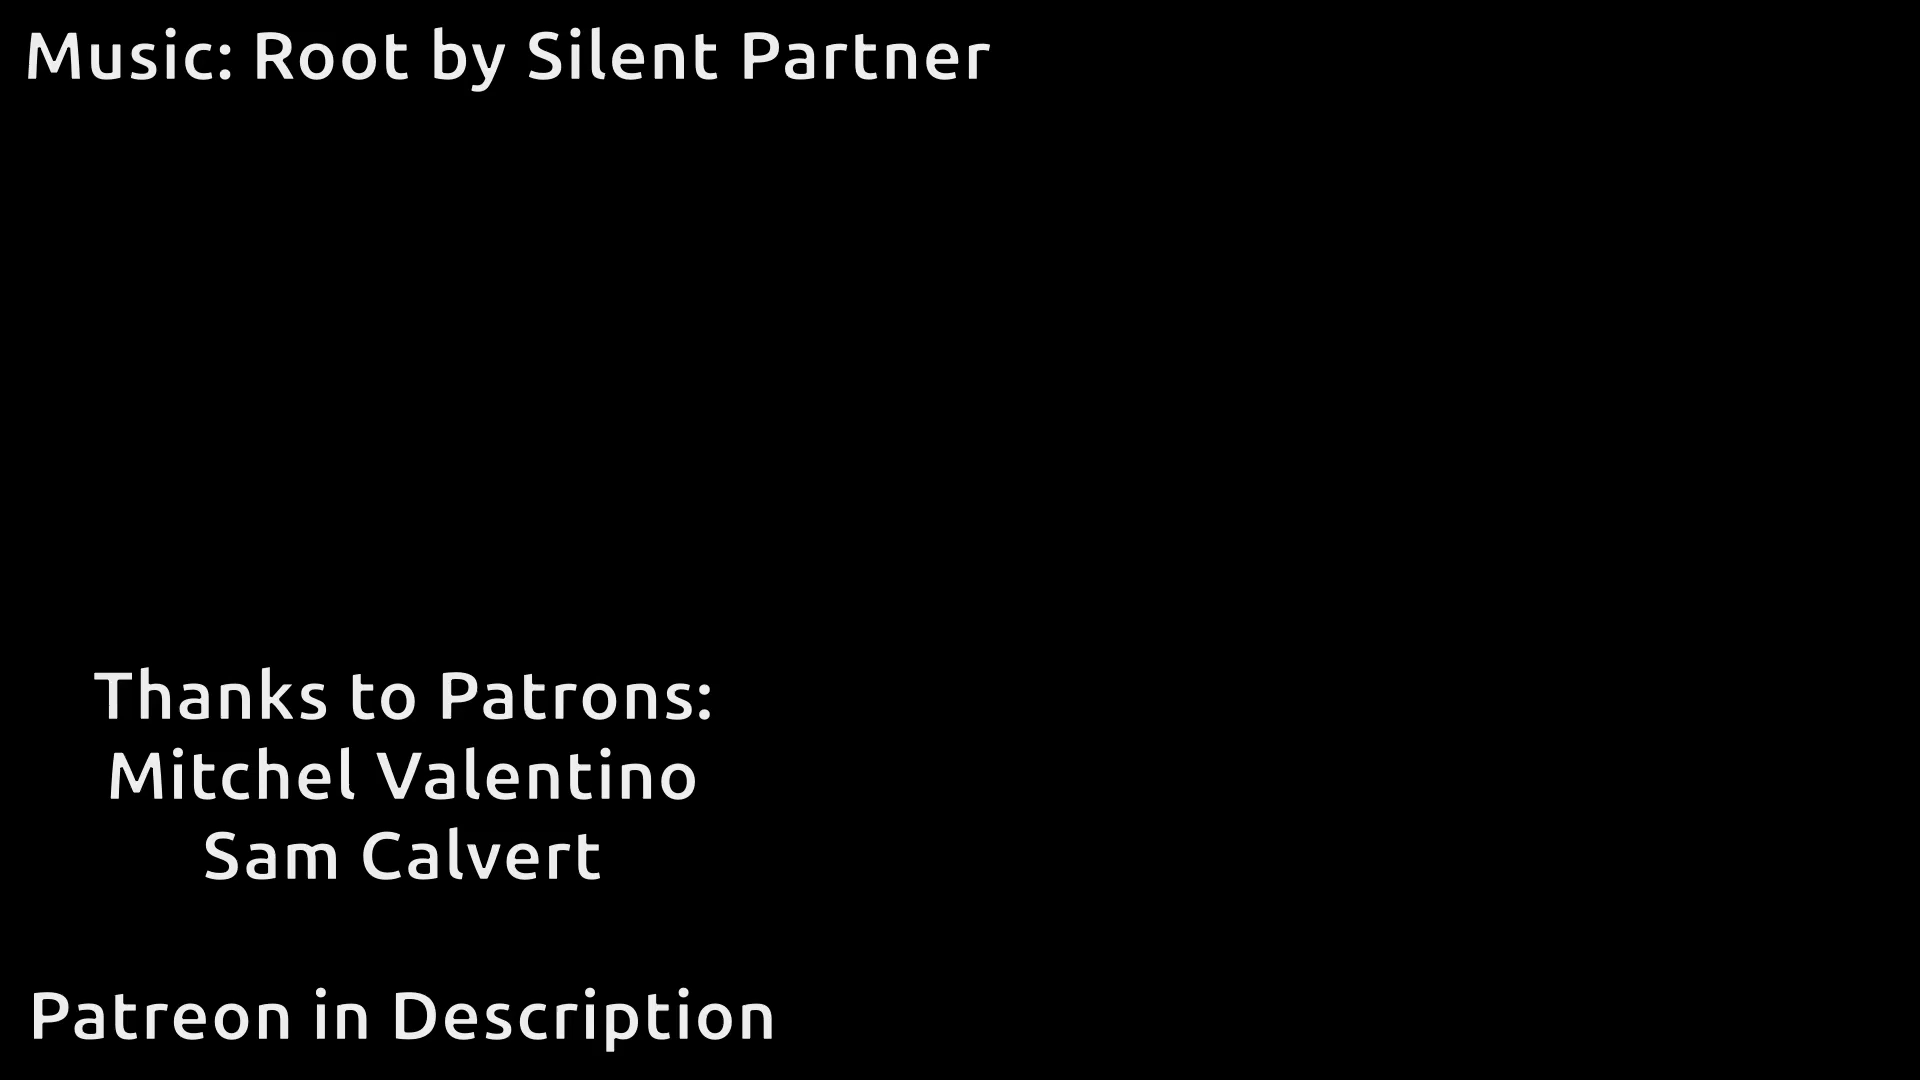 Music: Root by Silent Partner
Thanks to Patrons:
Mitchel Valentino
Sam Calvert
Patreon in Description